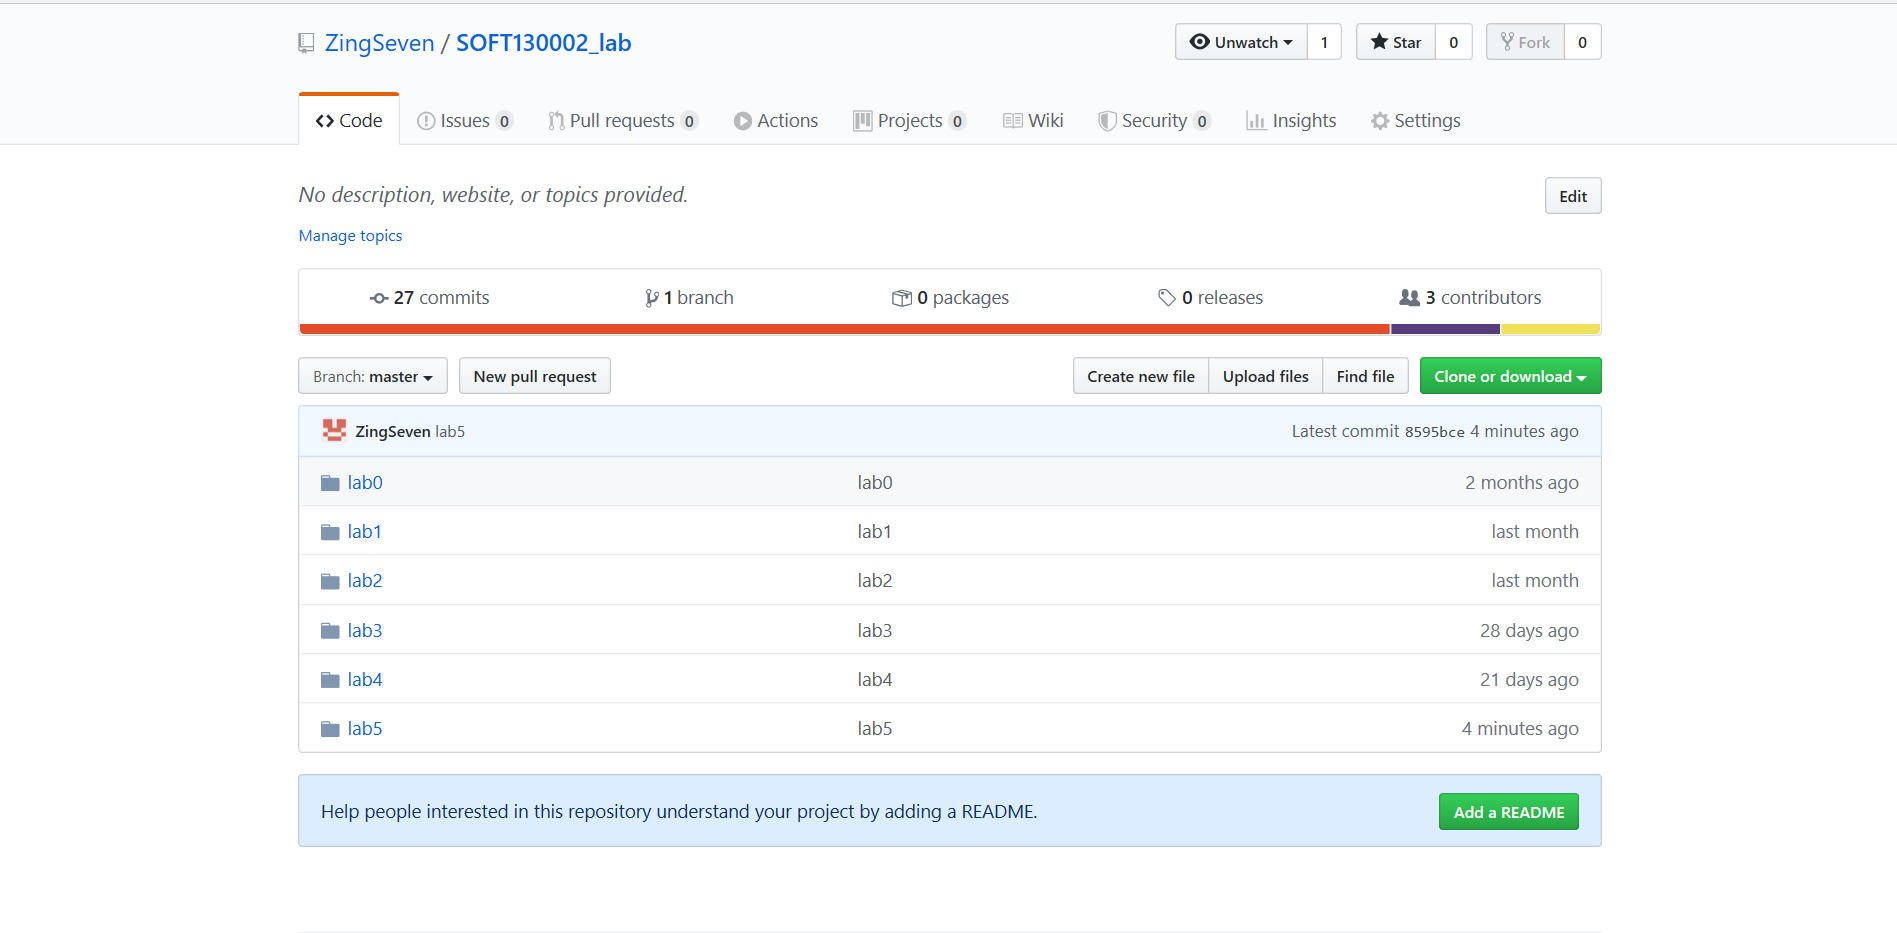 ZingSeven / SOFT130002_lab
Unwatch 1 Star 0 Fork 0
Code Issues 0 Pull requests 0 Actions Projects 0 Wiki Security 0 Insights Settings
No description, website, or topics provided.
Edit
Manage topics
27 commits 1 branch 0 packages 0 releases 3 contributors
Branch: master New pull request Create new file Upload files Find file Clone or download
ZingSeven lab5 Latest commit 8595bce 4 minutes ago
lab0 lab0 2 months ago
lab1 lab1 last month
lab2 lab2 last month
lab3 lab3 28 days ago
lab4 lab4 21 days ago
lab5 lab5 4 minutes ago
Help people interested in this repository understand your project by adding a README. Add a README